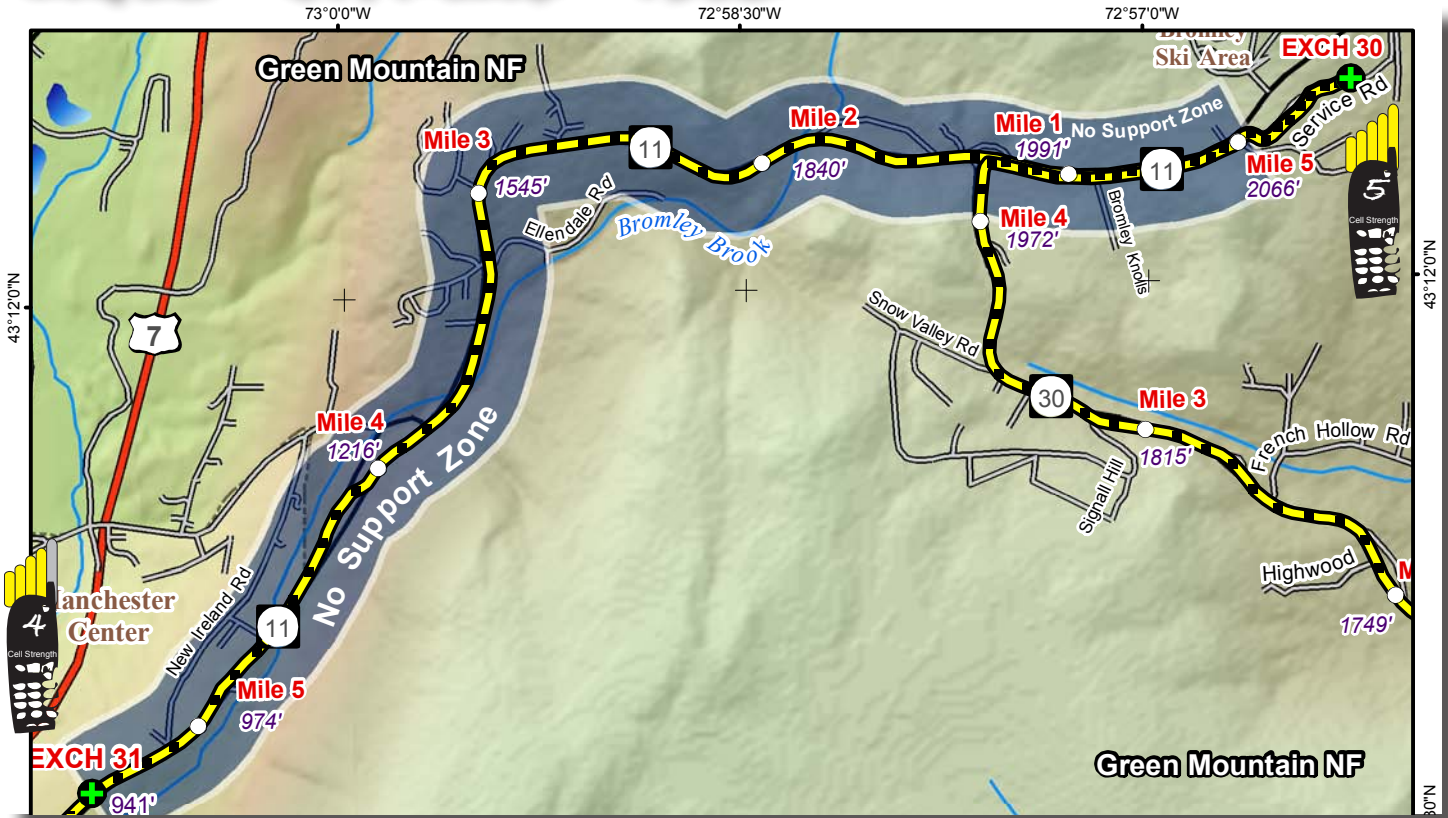 73°0'0"W
72°58'30"W
72°57'0"W
Green Mountain NF
Ski Area
EXCH 30
Service Rd
Mile 3
1545'
11
Mile 2
1840'
Mile 1
1991'
No Support Zone
11
Mile 5
2066'
5
Cell Strength
Ellendale Rd
Bromley Brook
Mile 4
1972'
Bromley Knolls
43°12'0"N
43°12'0"N
7
Snow Valley Rd
30
Mile 3
1815'
French Hollow Rd
Signall Hill
Highwood
M
1749'
Mile 4
1216'
No Support Zone
New Ireland Rd
11
4
Cell Strength
Manchester
Center
Mile 5
974'
EXCH 31
941'
Green Mountain NF